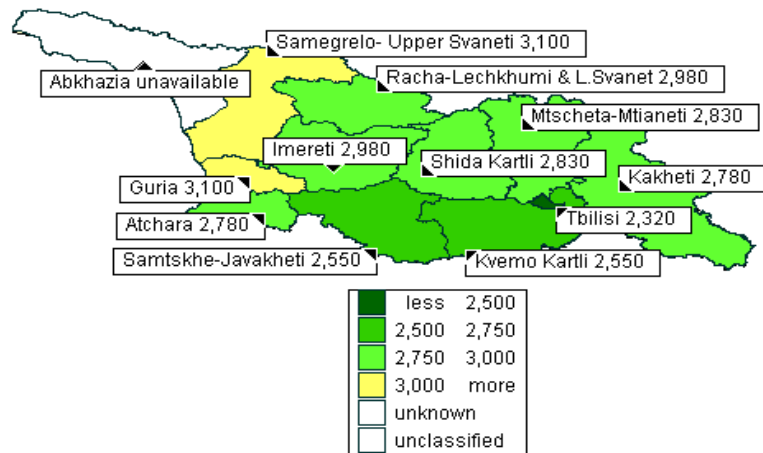 Samegrelo- Upper Svaneti 3,100
Abkhazia unavailable
Racha-Lechkhumi & L.Svanet 2,980
Mtscheta-Mtianeti 2,830
Imereti 2,980
Shida Kartli 2,830
Kakheti 2,780
Guria 3,100
Tbilisi 2,320
Atchara 2,780
Samtskhe-Javakheti 2,550
Kvemo Kartli 2,550
less 2,500
2,500 2,750
2,750 3,000
3,000 more
unknown
unclassified